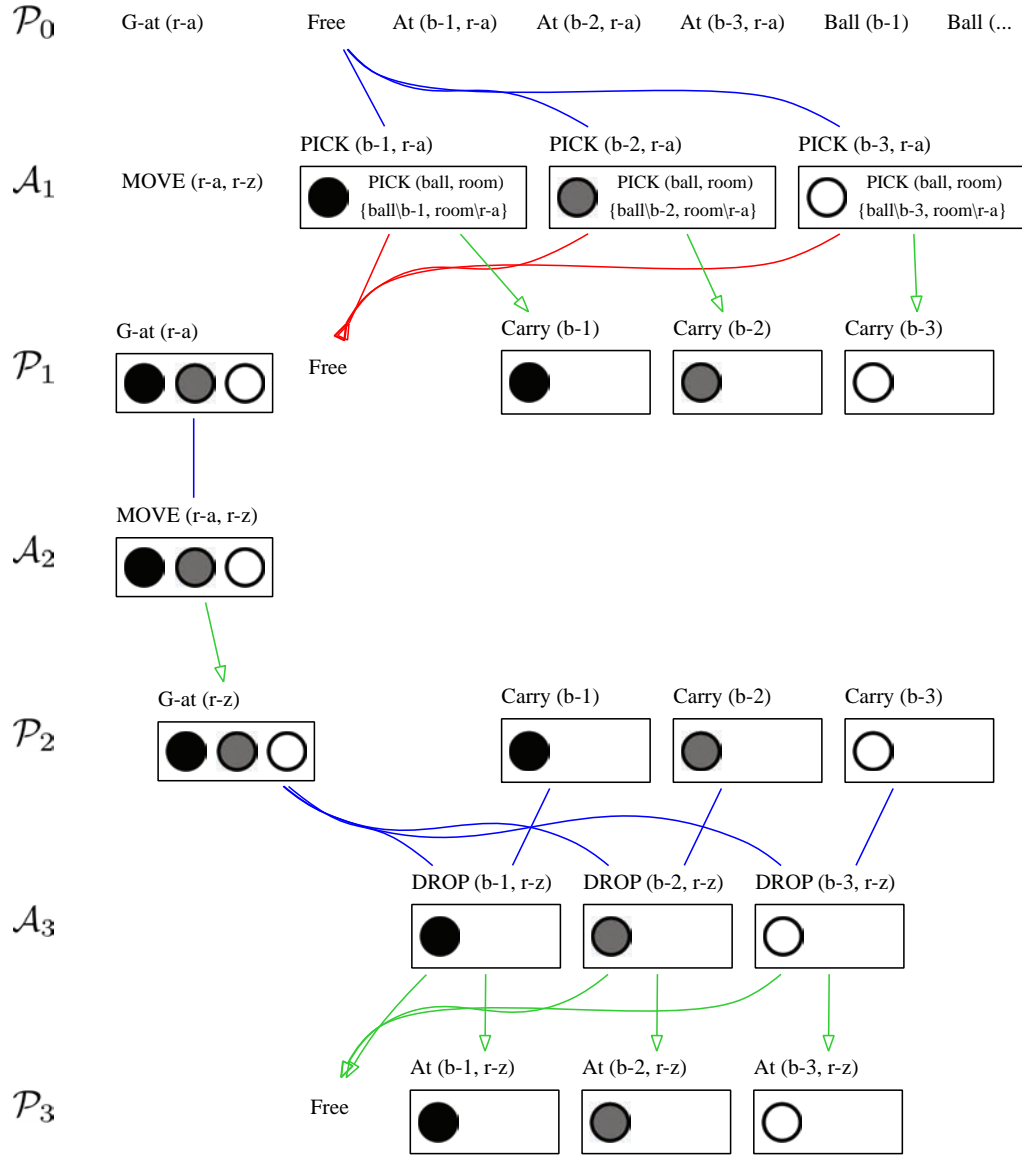 P0 G-at (r-a) Free At (b-1, r-a) At (b-2, r-a) At (b-3, r-a) Ball (b-1) Ball (...
PICK (b-1, r-a) PICK (b-2, r-a) PICK (b-3, r-a)
A1 MOVE (r-a, r-z) PICK (ball, room) PICK (ball, room) PICK (ball, room)
{ball\b-1, room\r-a} {ball\b-2, room\r-a} {ball\b-3, room\r-a}
G-at (r-a) Carry (b-1) Carry (b-2) Carry (b-3)
P1 Free
MOVE (r-a, r-z)
A2
G-at (r-z) Carry (b-1) Carry (b-2) Carry (b-3)
P2
DROP (b-1, r-z) DROP (b-2, r-z) DROP (b-3, r-z)
A3
At (b-1, r-z) At (b-2, r-z) At (b-3, r-z)
P3 Free